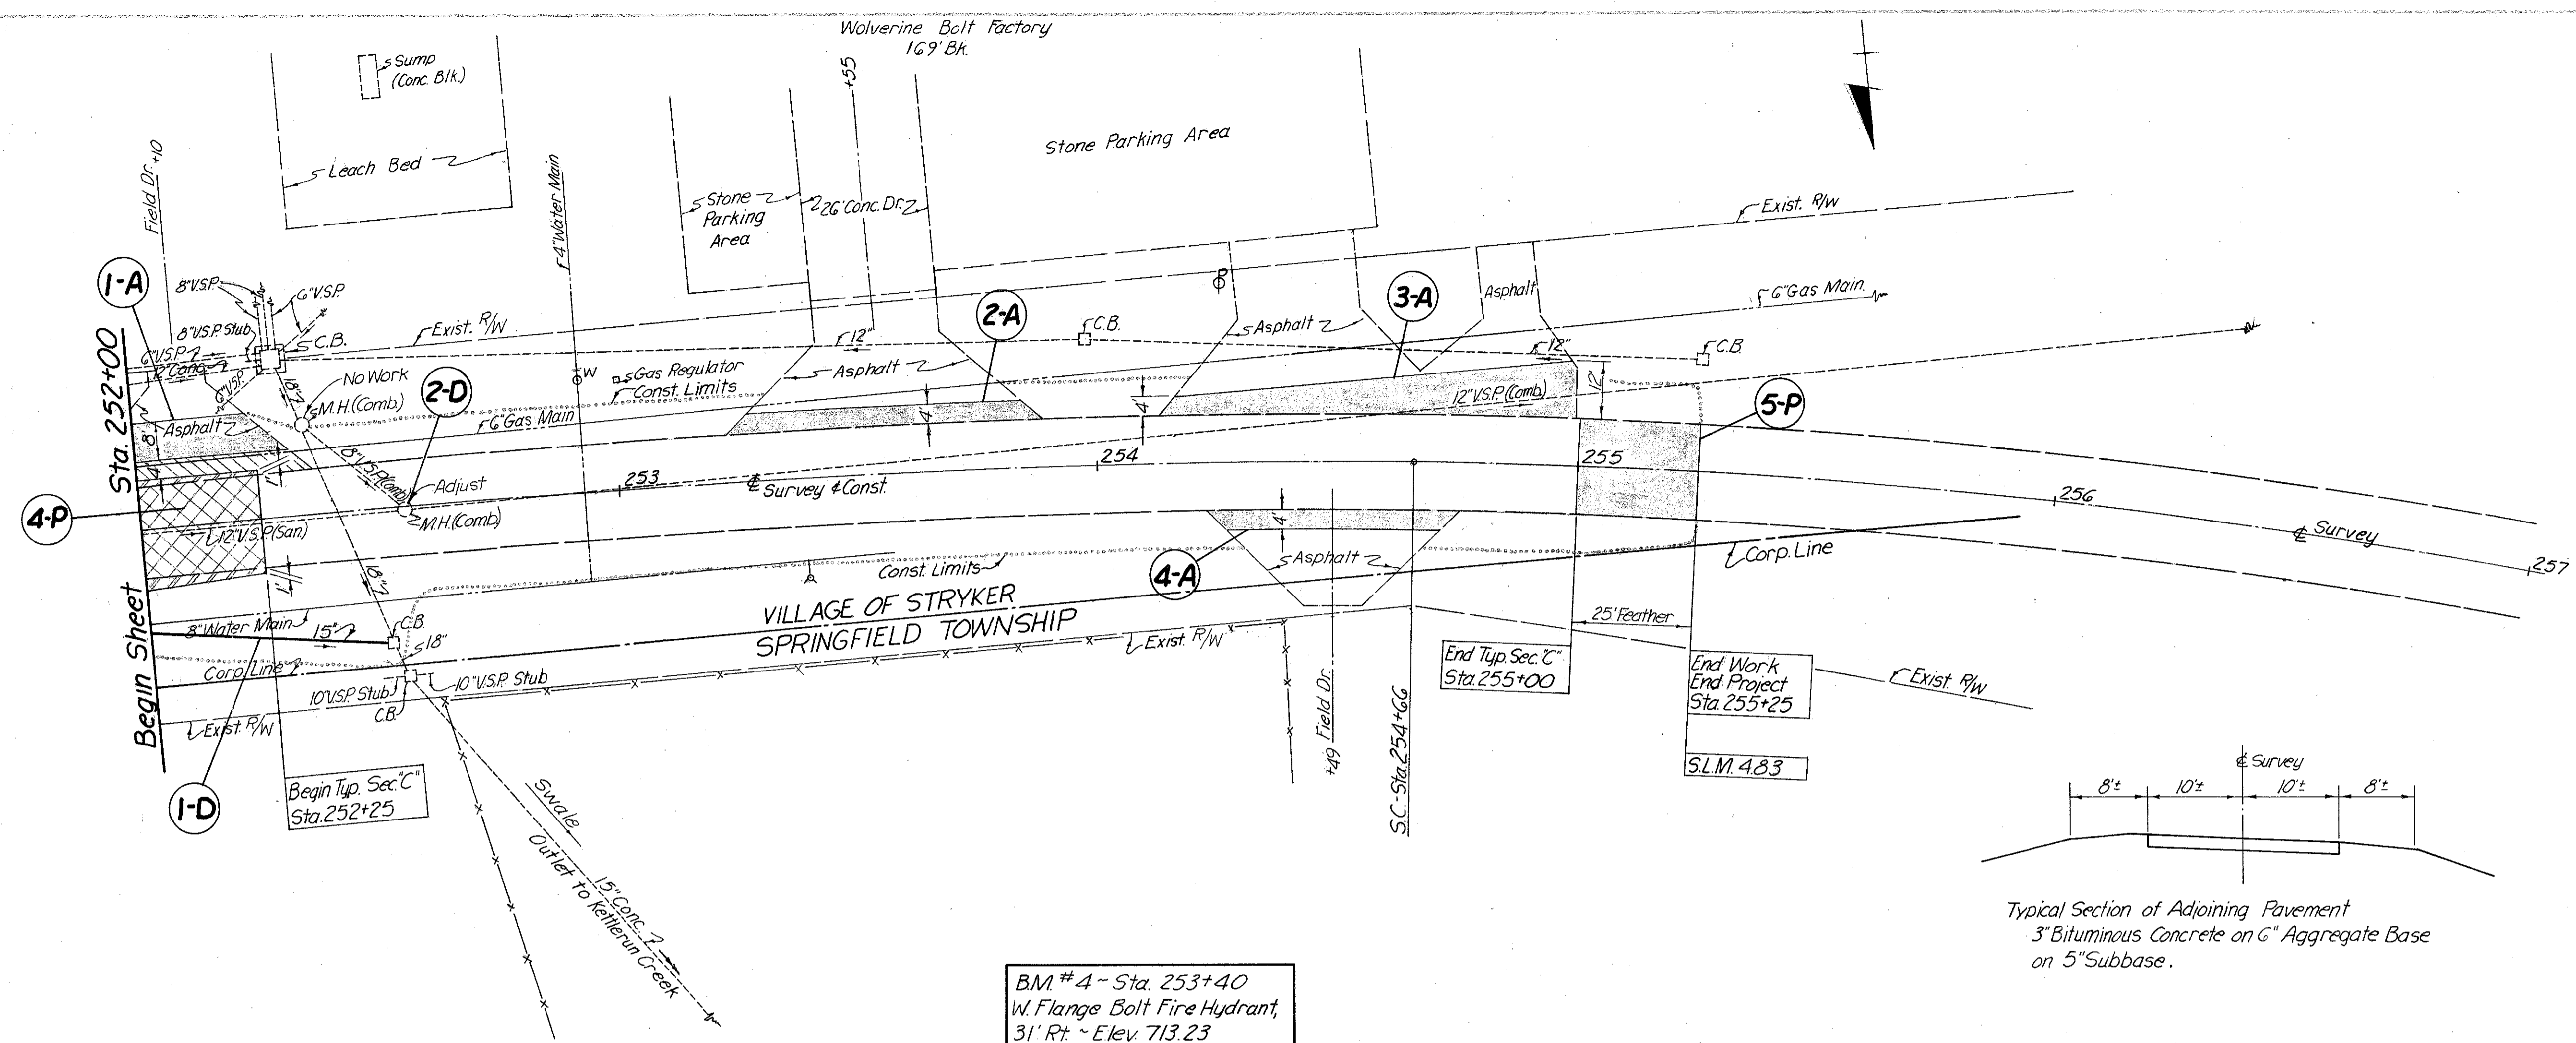 Wolverine Bolt Factory
169' Bk.
Sump
(Conc. Blk.)
+55
Field Dr. +10
Leach Bed
4" Water Main
Stone
Parking
Area
26' Conc. Dr.
Stone Parking Area
Exist. R/W
1-A
8" V.S.P.
6" V.S.P.
8" V.S.P. Stub
C.B.
Exist. R/W
6" V.S.P.
12" Conc.
6" V.S.P.
18"
No Work
M.H. (Comb.)
2-D
W
Gas Regulator
Const. Limits
12"
Asphalt
2-A
C.B.
Asphalt
3-A
Asphalt
6" Gas Main
12"
C.B.
12'
Sta. 252+00
Asphalt
8'
4'
1'
6" Gas Main
4'
4'
12" V.S.P. (Comb.)
5-P
4-P
8" V.S.P. (Comb.)
Adjust
M.H. (Comb.)
12" V.S.P. (San.)
253
℄ Survey & Const.
254
255
256
℄ Survey
257
1'
18"
4'
Asphalt
4-A
Const. Limits
Corp. Line
Begin Sheet
8" Water Main
15"
C.B.
18"
VILLAGE OF STRYKER
SPRINGFIELD TOWNSHIP
Exist. R/W
Corp. Line
10" V.S.P. Stub
10" V.S.P. Stub
C.B.
Exist. R/W
25' Feather
End Typ. Sec. "C"
Sta. 255+00
End Work
End Project
Sta. 255+25
Exist. R/W
S.L.M. 4.83
+49 Field Dr.
S.C.-Sta. 254+66
1-D
Begin Typ. Sec. "C"
Sta. 252+25
Swale
15" Conc.
Outlet to Kettlerun Creek
℄ Survey
8'± 10'± 10'± 8'±
Typical Section of Adjoining Pavement
3" Bituminous Concrete on 6" Aggregate Base
on 5" Subbase.
B.M. #4 ~ Sta. 253+40
W. Flange Bolt Fire Hydrant,
31' Rt. ~ Elev. 713.23